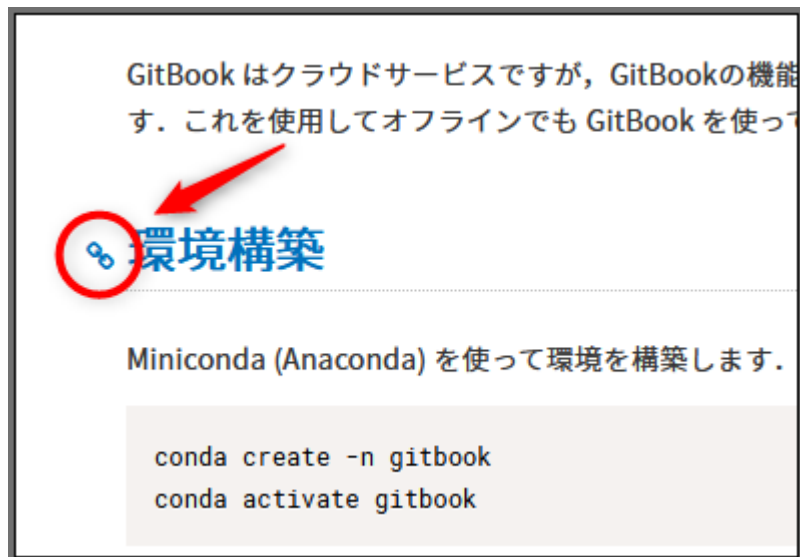 GitBook はクラウドサービスですが，GitBookの機能
す．これを使用してオフラインでも GitBook を使って
環境構築
Miniconda (Anaconda) を使って環境を構築します．
conda create -n gitbook
conda activate gitbook